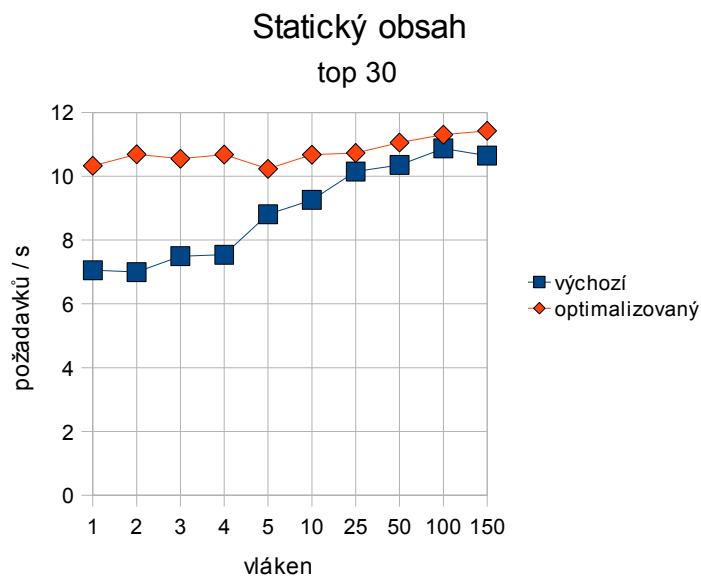 Statický obsah
top 30
12
10
8
6
4
2
0
požadavků / s
1 2 3 4 5 10 25 50 100 150
vláken
výchozí
optimalizovaný